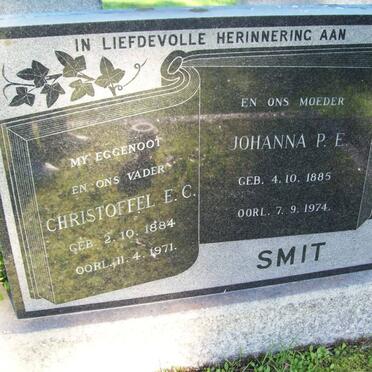 IN LIEFDEVOLLE HERINNERING AAN
MY EGGENOOT
EN ONS VADER
CHRISTOFFEL E. C.
GEB. 2. 10. 1884
OORL. 11. 4. 1971.
EN ONS MOEDER
JOHANNA P. E.
GEB. 4. 10. 1885
OORL. 7. 9. 1974.
SMIT